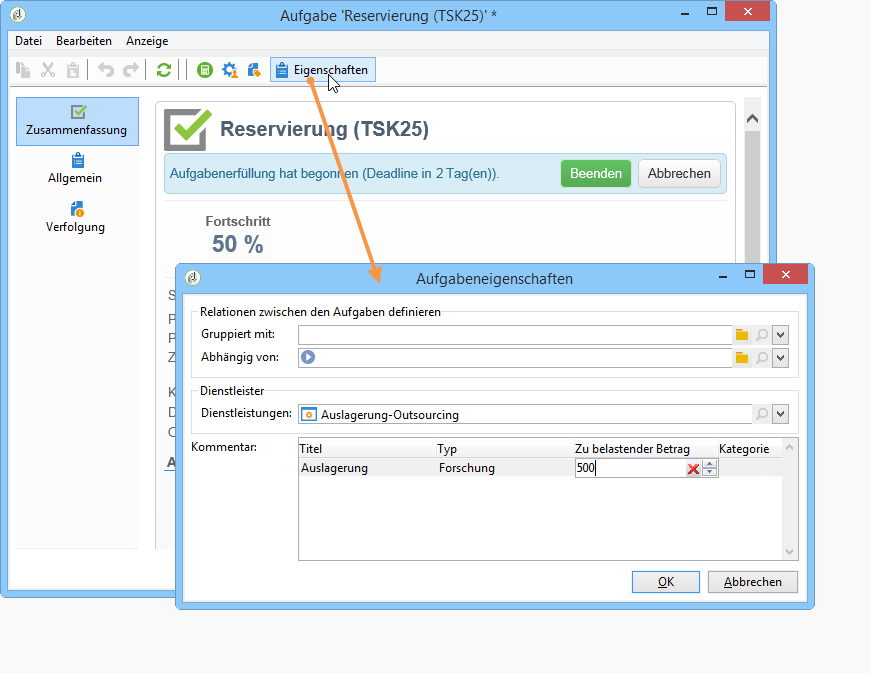 Aufgabe 'Reservierung (TSK25)' *
Datei Bearbeiten Anzeige
Eigenschaften
Zusammenfassung
Allgemein
Verfolgung
Reservierung (TSK25)
Aufgabenerfüllung hat begonnen (Deadline in 2 Tag(en)).
Beenden
Abbrechen
Fortschritt
50 %
S
P
P
Z
K
D
C
A
Aufgabeneigenschaften
Relationen zwischen den Aufgaben definieren
Gruppiert mit:
Abhängig von:
Dienstleister
Dienstleistungen: Auslagerung-Outsourcing
Kommentar:
Titel Typ Zu belastender Betrag Kategorie
Auslagerung Forschung 500
OK Abbrechen